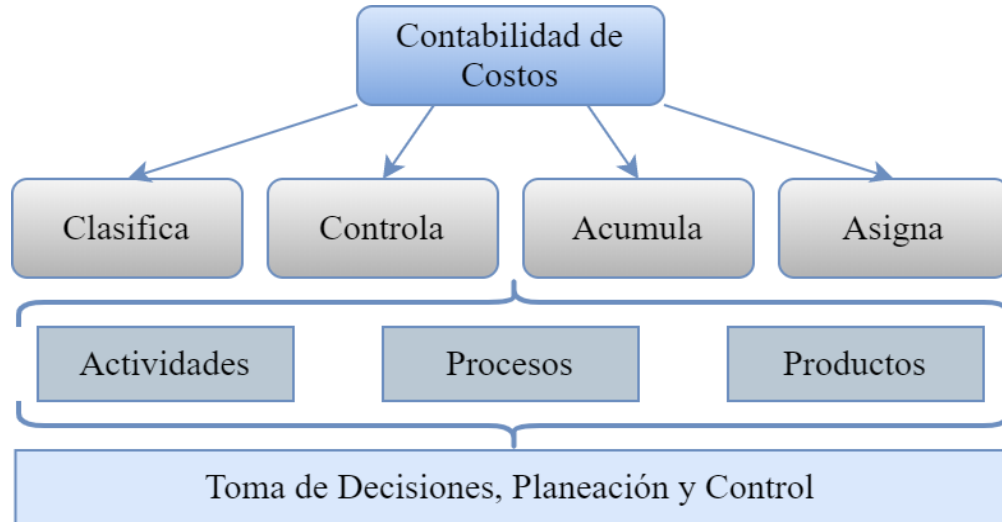 Contabilidad de
Costos
Clasifica
Controla
Acumula
Asigna
Actividades
Procesos
Productos
Toma de Decisiones, Planeación y Control